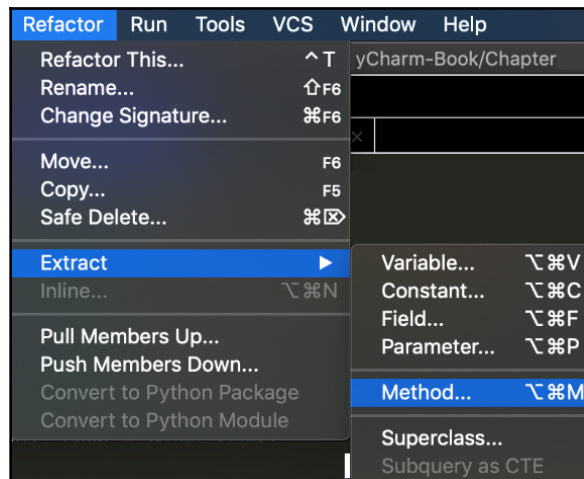 Refactor Run Tools VCS Window Help
Refactor This... ^T
yCharm-Book/Chapter
Rename... ⇧F6
Change Signature... ⌘F6
×
Move... F6
Copy... F5
Safe Delete... ⌘⌦
Extract ▶
Inline... ⌥⌘N
Pull Members Up...
Push Members Down...
Convert to Python Package
Convert to Python Module
Variable... ⌥⌘V
Constant... ⌥⌘C
Field... ⌥⌘F
Parameter... ⌥⌘P
Method... ⌥⌘M
Superclass...
Subquery as CTE